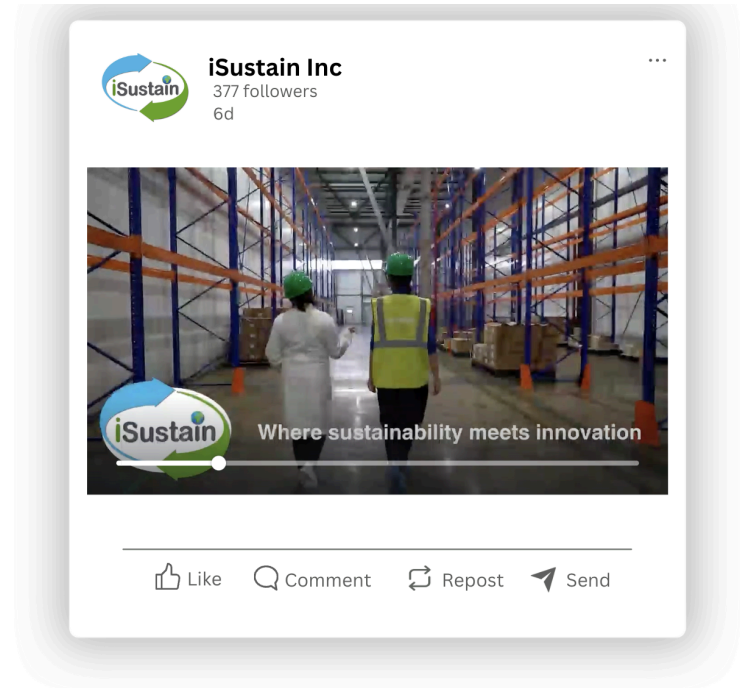 iSustain
iSustain Inc
377 followers
6d
...
iSustain
Where sustainability meets innovation
Like
Comment
Repost
Send